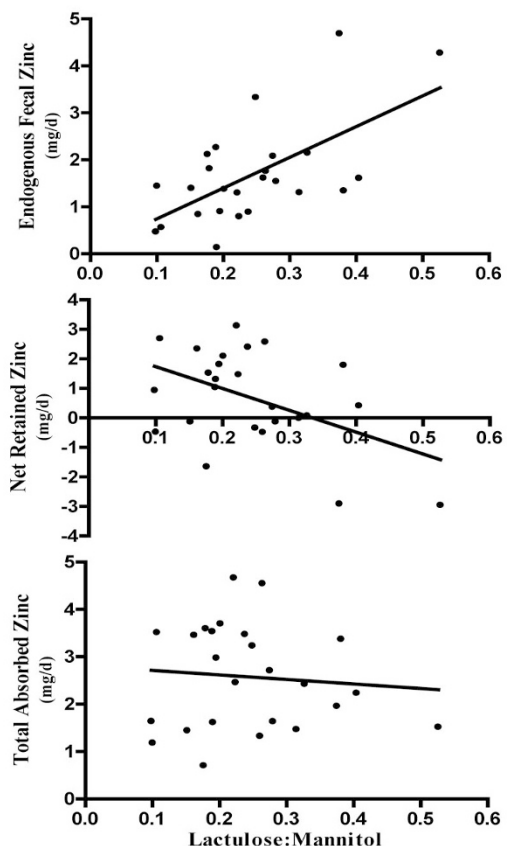 Endogenous Fecal Zinc
(mg/d)
5
4
3
2
1
0
0.0 0.1 0.2 0.3 0.4 0.5 0.6
Net Retained Zinc
(mg/d)
4
3
2
1
0
-1
-2
-3
-4
0.1 0.2 0.3 0.4 0.5 0.6
Total Absorbed Zinc
(mg/d)
5
4
3
2
1
0
0.0 0.1 0.2 0.3 0.4 0.5 0.6
Lactulose:Mannitol